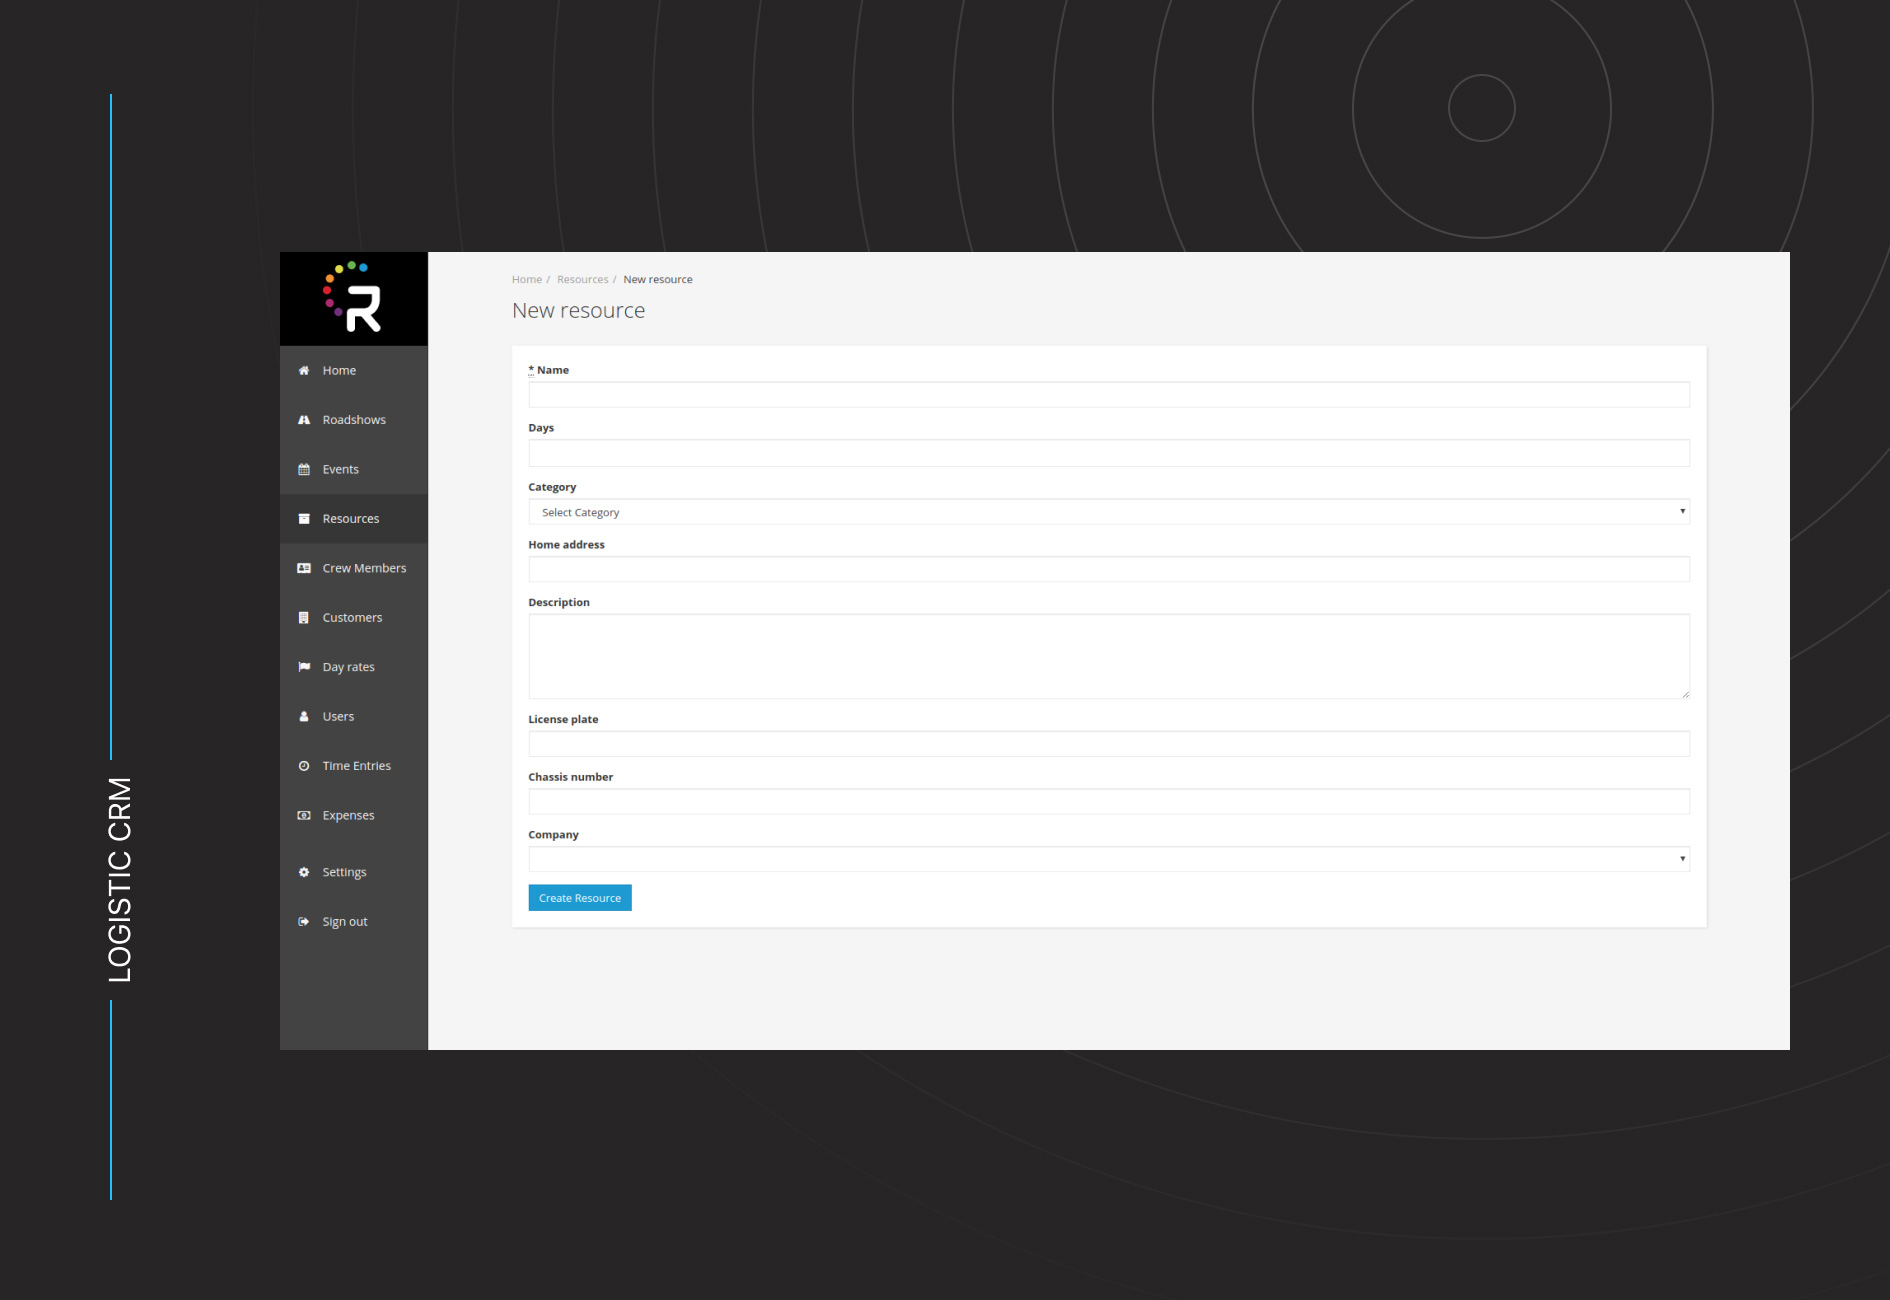 LOGISTIC CRM
R
Home
Roadshows
Events
Resources
Crew Members
Customers
Day rates
Users
Time Entries
Expenses
Settings
Sign out
Home / Resources / New resource
New resource
* Name
Days
Category
Select Category
Home address
Description
License plate
Chassis number
Company
Create Resource